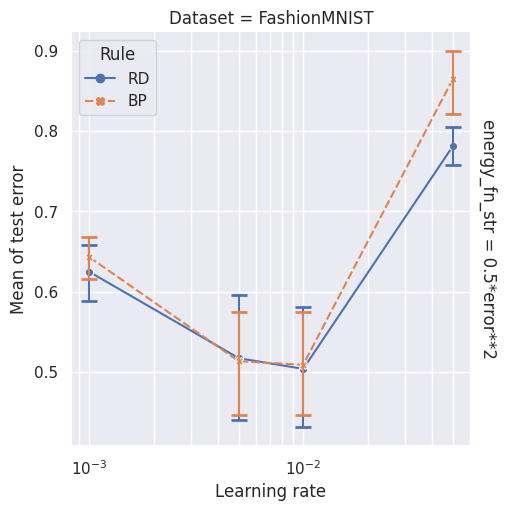 Dataset = FashionMNIST
Rule
RD
BP
0.9
0.8
0.7
0.6
0.5
Mean of test error
energy_fn_str = 0.5*error**2
10⁻³
10⁻²
Learning rate